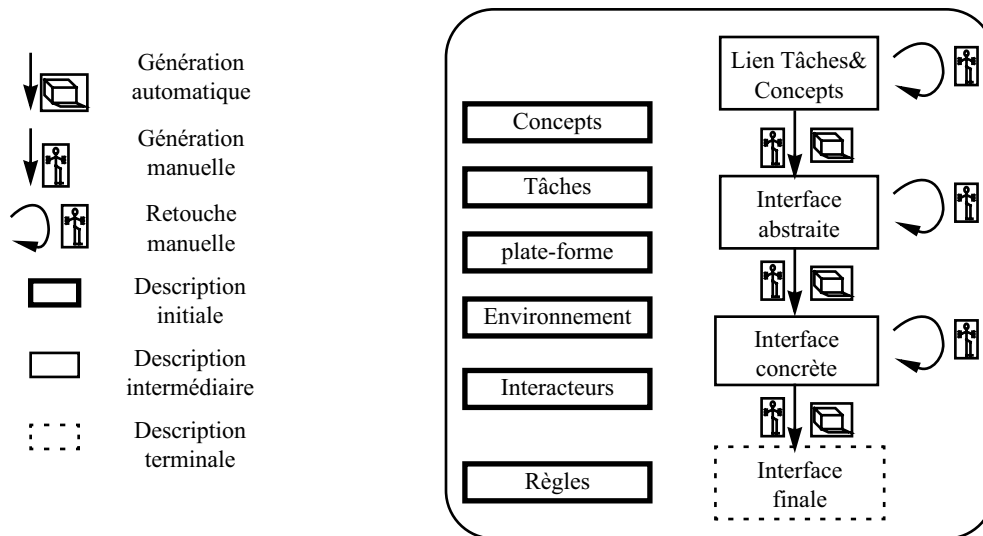 Génération
automatique
Génération
manuelle
Retouche
manuelle
Description
initiale
Description
intermédiaire
Description
terminale
Concepts
Tâches
plate-forme
Environnement
Interacteurs
Règles
Lien Tâches&
Concepts
Interface
abstraite
Interface
concrète
Interface
finale